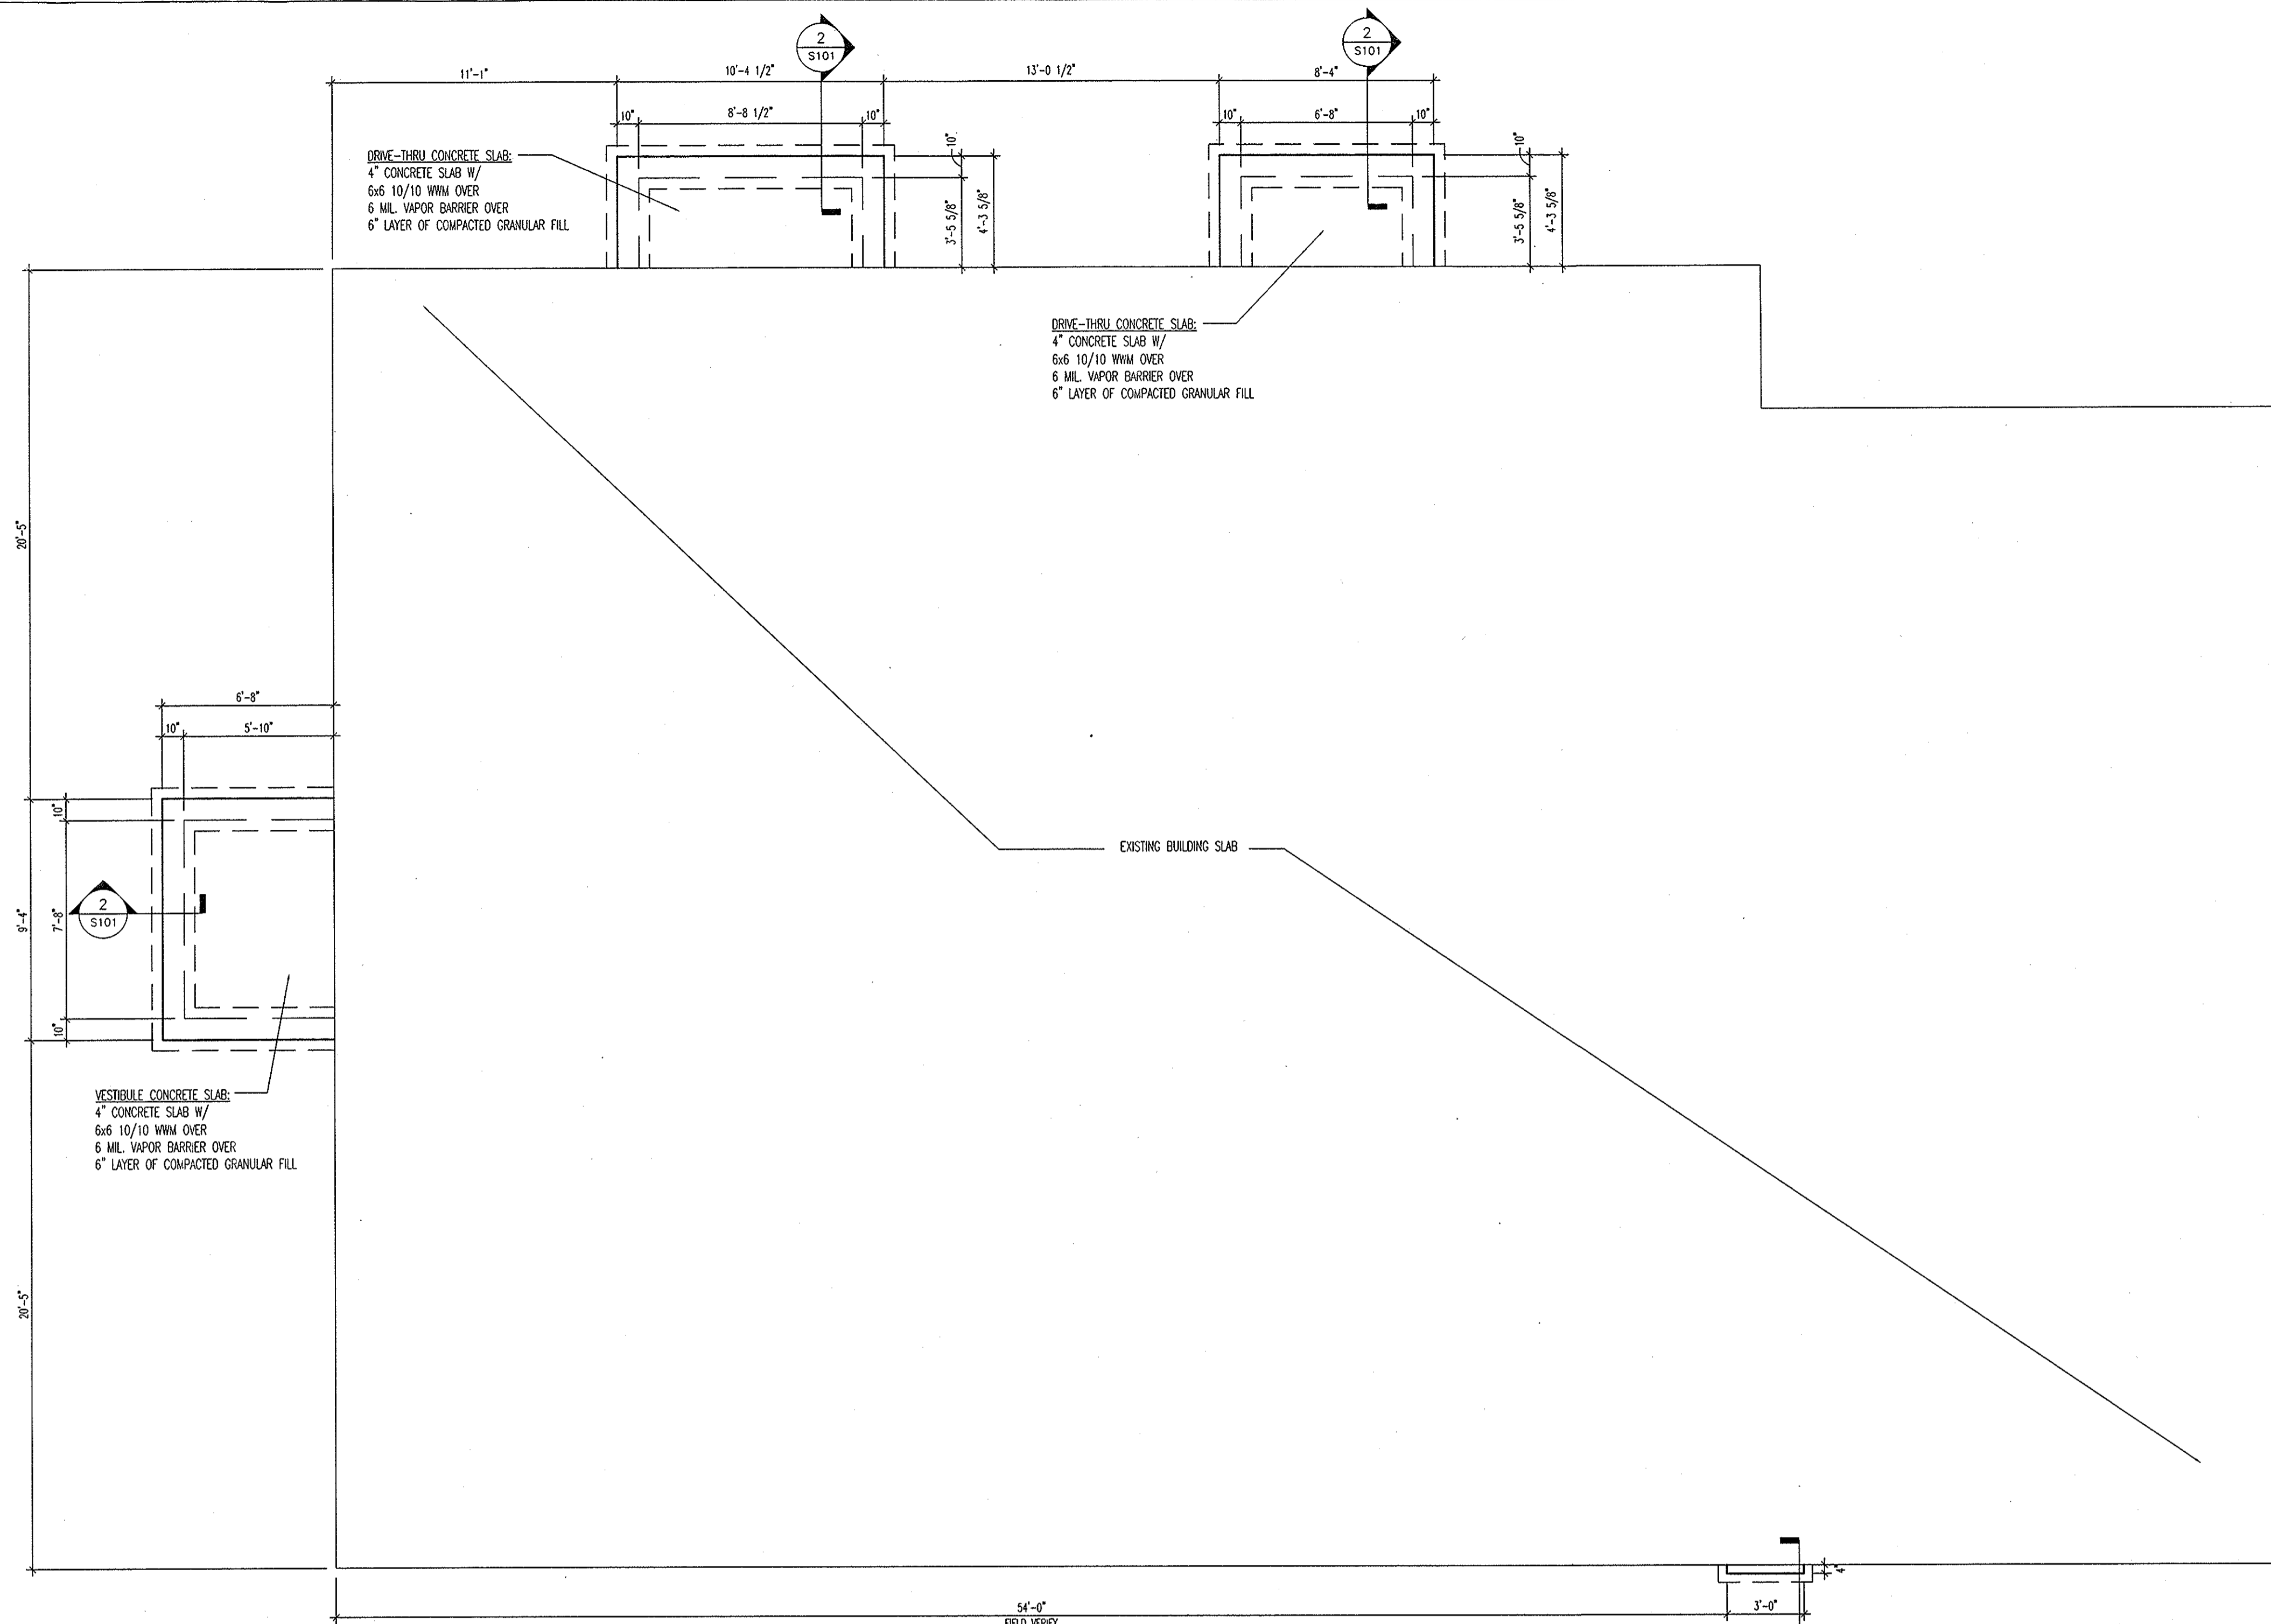 2
S101
2
S101
11'-1"
10'-4 1/2"
13'-0 1/2"
8'-4"
10"
8'-8 1/2"
10"
10"
6'-8"
10"
10"
3'-5 5/8"
4'-3 5/8"
10"
3'-5 5/8"
4'-3 5/8"
DRIVE-THRU CONCRETE SLAB:
4" CONCRETE SLAB W/
6x6 10/10 WWM OVER
6 MIL. VAPOR BARRIER OVER
6" LAYER OF COMPACTED GRANULAR FILL
DRIVE-THRU CONCRETE SLAB:
4" CONCRETE SLAB W/
6x6 10/10 WWM OVER
6 MIL. VAPOR BARRIER OVER
6" LAYER OF COMPACTED GRANULAR FILL
20'-5"
6'-8"
10"
5'-10"
10"
9'-4"
7'-8"
10"
2
S101
EXISTING BUILDING SLAB
VESTIBULE CONCRETE SLAB:
4" CONCRETE SLAB W/
6x6 10/10 WWM OVER
6 MIL. VAPOR BARRIER OVER
6" LAYER OF COMPACTED GRANULAR FILL
20'-5"
4"
54'-0"
FIELD VERIFY
3'-0"